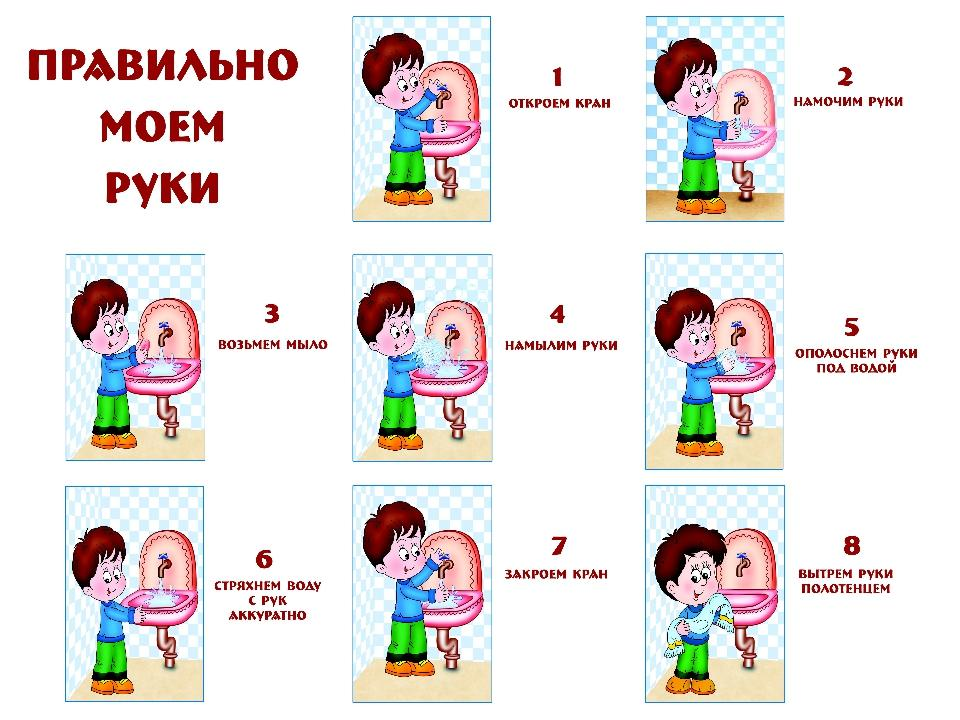 ПРАВИЛЬНО
МОЕМ
РУКИ
1
ОТКРОЕМ КРАН
2
НАМОЧИМ РУКИ
3
ВОЗЬМЕМ МЫЛО
4
НАМЫЛИМ РУКИ
5
ОПОЛОСНЕМ РУКИ
ПОД ВОДОЙ
6
СТРЯХНЕМ ВОДУ
С РУК
АККУРАТНО
7
ЗАКРОЕМ КРАН
8
ВЫТРЕМ РУКИ
ПОЛОТЕНЦЕМ